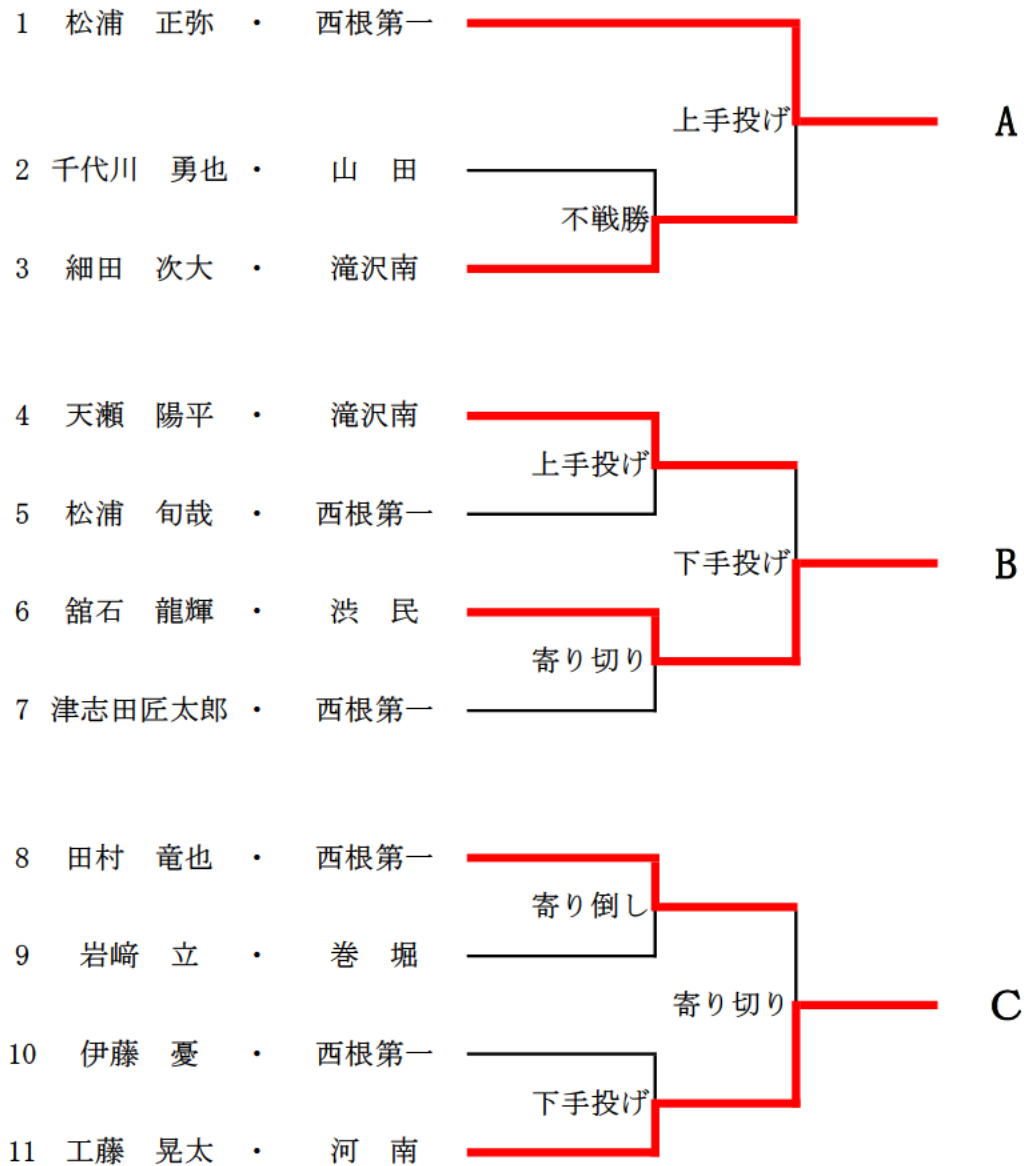 1 松浦 正弥 ・ 西根第一
上手投げ A
2 千代川 勇也 ・ 山 田
不戦勝
3 細田 次大 ・ 滝沢南
4 天瀬 陽平 ・ 滝沢南
上手投げ
5 松浦 旬哉 ・ 西根第一
下手投げ B
6 舘石 龍輝 ・ 渋 民
寄り切り
7 津志田匠太郎 ・ 西根第一
8 田村 竜也 ・ 西根第一
寄り倒し
9 岩﨑 立 ・ 巻 堀
寄り切り C
10 伊藤 憂 ・ 西根第一
下手投げ
11 工藤 晃太 ・ 河 南